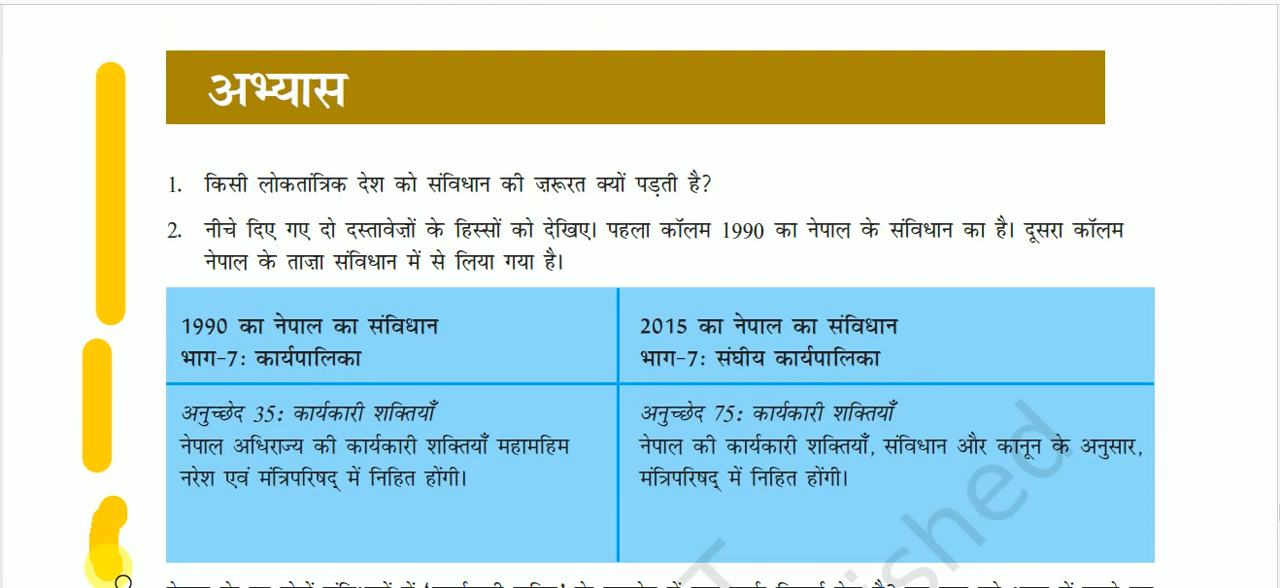 अभ्यास
1. किसी लोकतांत्रिक देश को संविधान की ज़रूरत क्यों पड़ती है?
2. नीचे दिए गए दो दस्तावेज़ों के हिस्सों को देखिए। पहला कॉलम 1990 का नेपाल के संविधान का है। दूसरा कॉलम
नेपाल के ताज़ा संविधान में से लिया गया है।
1990 का नेपाल का संविधान
भाग-7: कार्यपालिका
2015 का नेपाल का संविधान
भाग-7: संघीय कार्यपालिका
अनुच्छेद 35: कार्यकारी शक्तियाँ
नेपाल अधिराज्य की कार्यकारी शक्तियाँ महामहिम
नरेश एवं मंत्रिपरिषद् में निहित होंगी।
अनुच्छेद 75: कार्यकारी शक्तियाँ
नेपाल की कार्यकारी शक्तियाँ, संविधान और कानून के अनुसार,
मंत्रिपरिषद् में निहित होंगी।